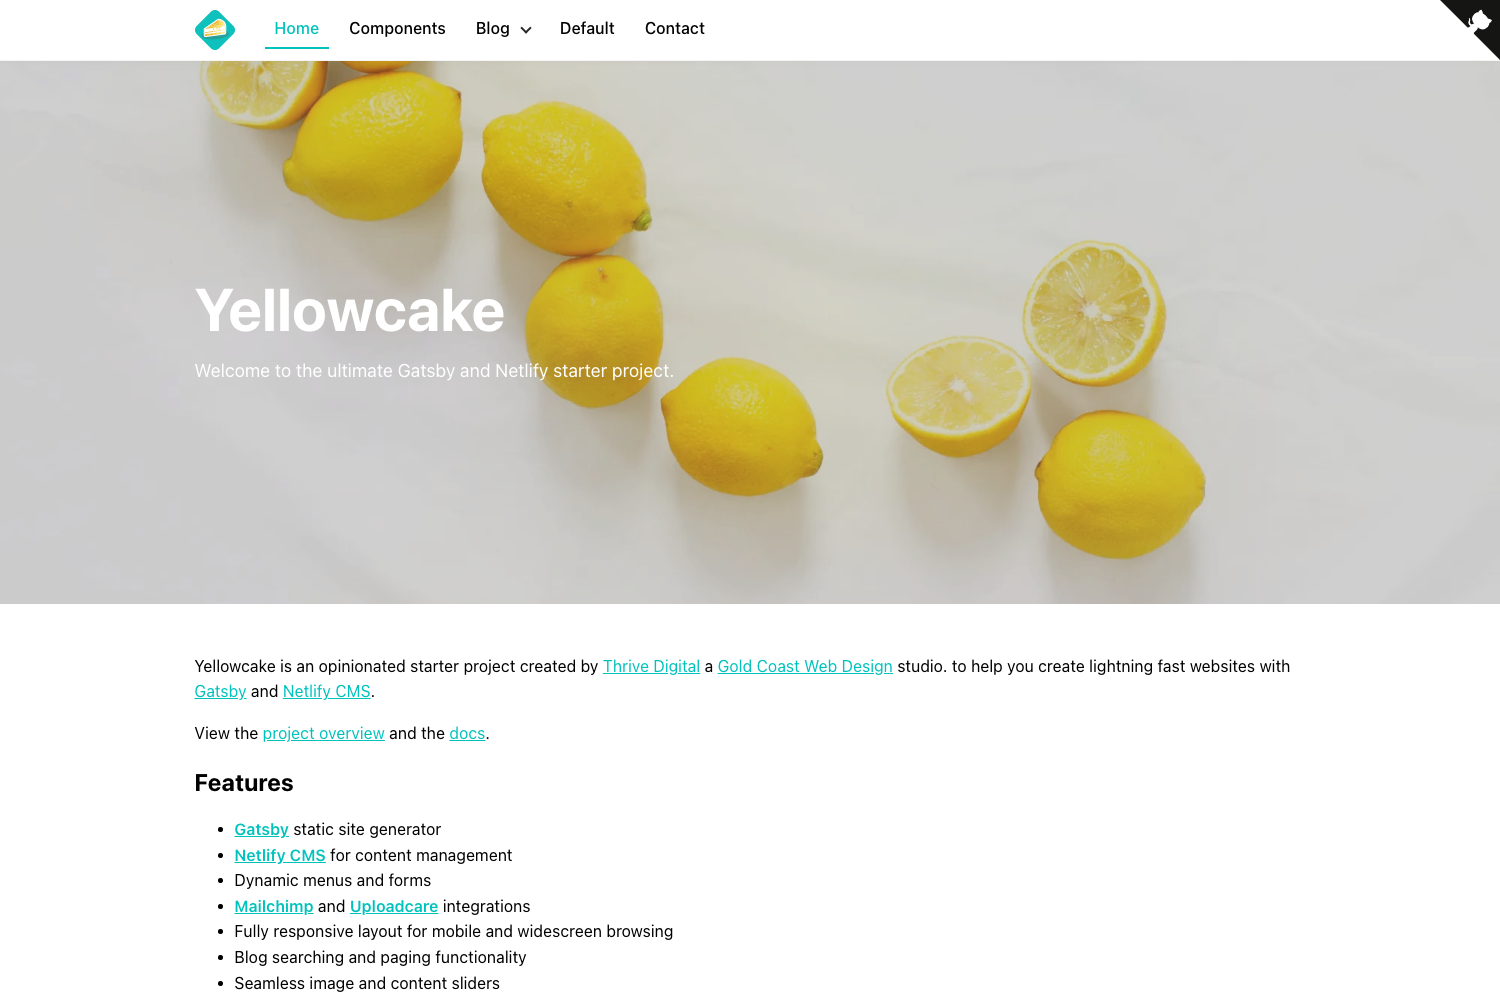 Home Components Blog Default Contact
Yellowcake
Welcome to the ultimate Gatsby and Netlify starter project.
Yellowcake is an opinionated starter project created by Thrive Digital a Gold Coast Web Design studio. to help you create lightning fast websites with
Gatsby and Netlify CMS.
View the project overview and the docs.
Features
Gatsby static site generator
Netlify CMS for content management
Dynamic menus and forms
Mailchimp and Uploadcare integrations
Fully responsive layout for mobile and widescreen browsing
Blog searching and paging functionality
Seamless image and content sliders